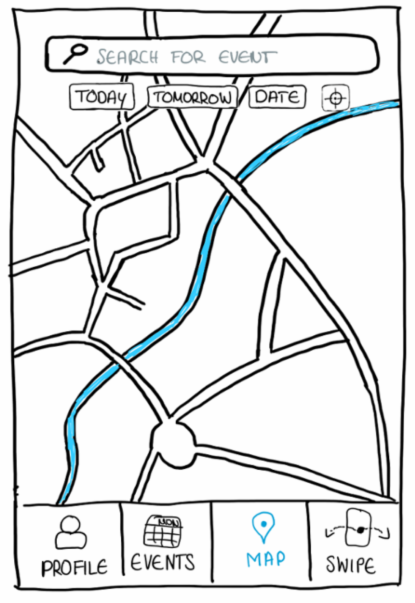 SEARCH FOR EVENT
TODAY TOMORROW DATE
MON
PROFILE EVENTS MAP SWIPE